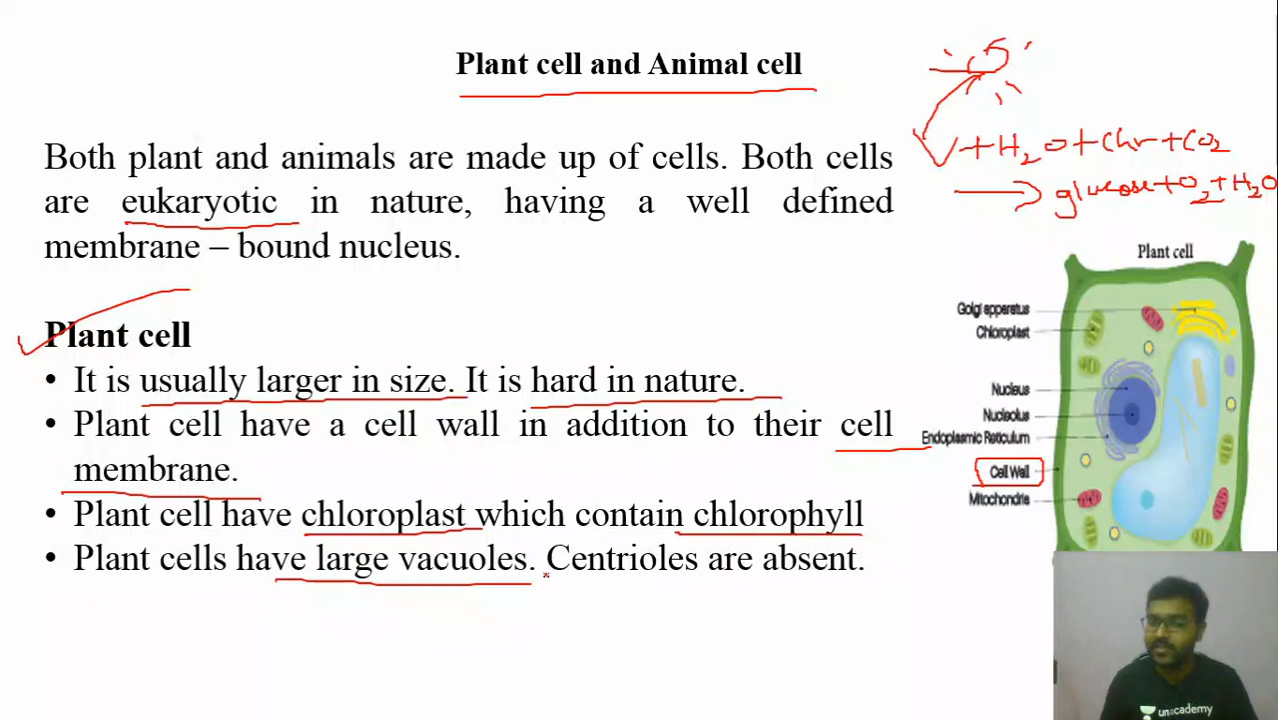 Plant cell and Animal cell
+ H2O + Chr + CO2
glucose + O2 + H2O
Both plant and animals are made up of cells. Both cells
are eukaryotic in nature, having a well defined
membrane – bound nucleus.
Plant cell
• It is usually larger in size. It is hard in nature.
• Plant cell have a cell wall in addition to their cell
membrane.
• Plant cell have chloroplast which contain chlorophyll
• Plant cells have large vacuoles. Centrioles are absent.
Plant cell
Golgi apparatus
Chloroplast
Nucleus
Nucleolus
Endoplasmic Reticulum
Cell Wall
Mitochondria
unacademy